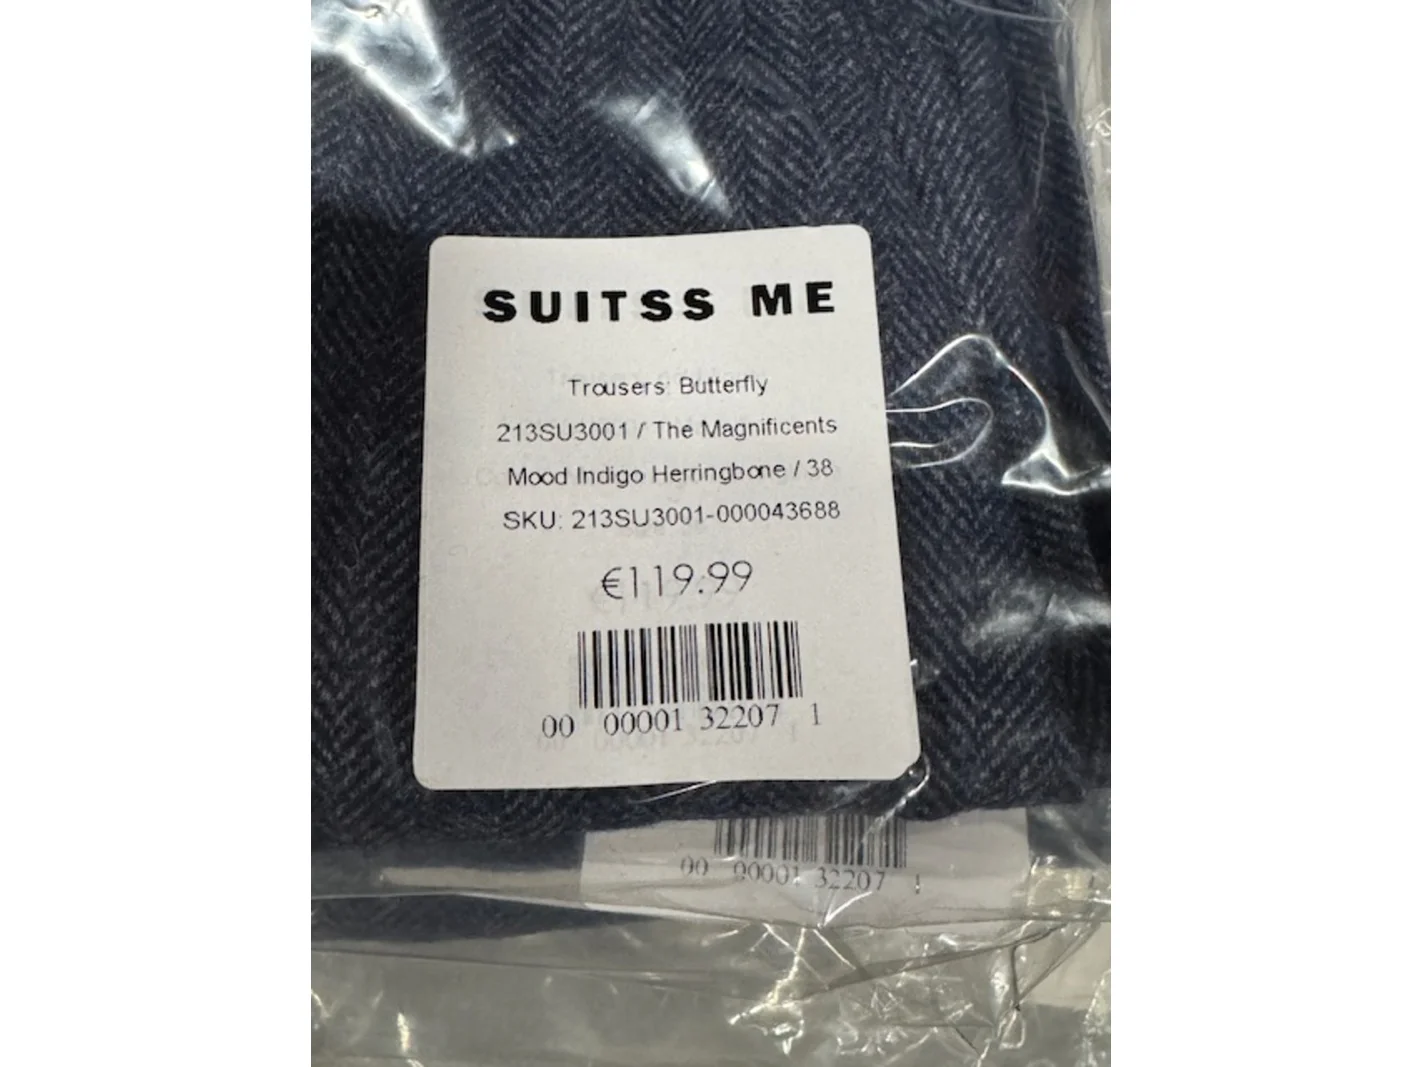 SUITSS ME
Trousers: Butterfly
213SU3001 / The Magnificents
Mood Indigo Herringbone / 38
SKU: 213SU3001-000043688
€119.99
00 00001 32207 1
00 00001 32207 1